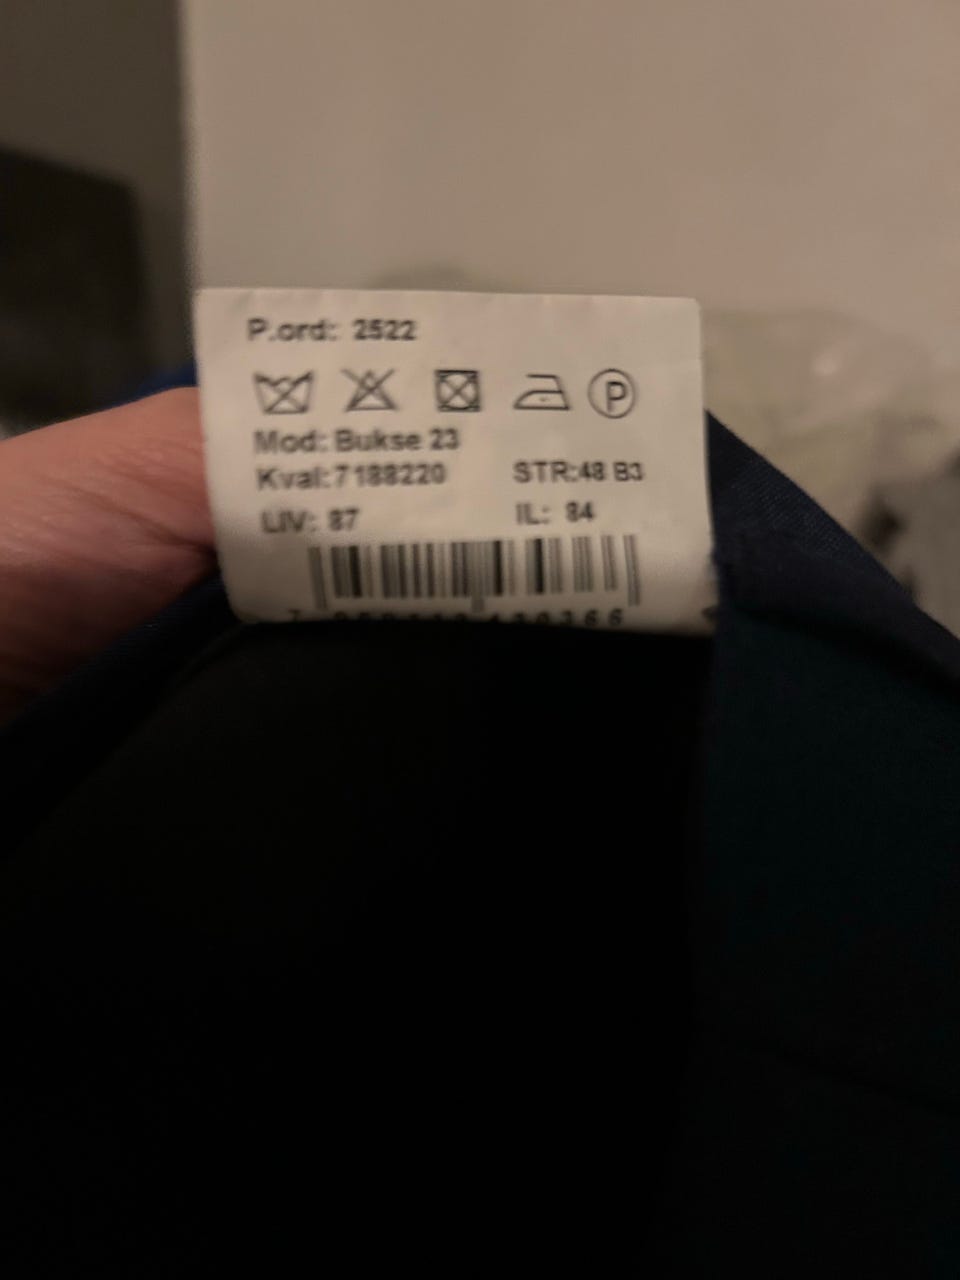 P.ord: 2522
P
Mod: Bukse 23
Kval:7188220 STR:48 B3
LIV: 87 IL: 84